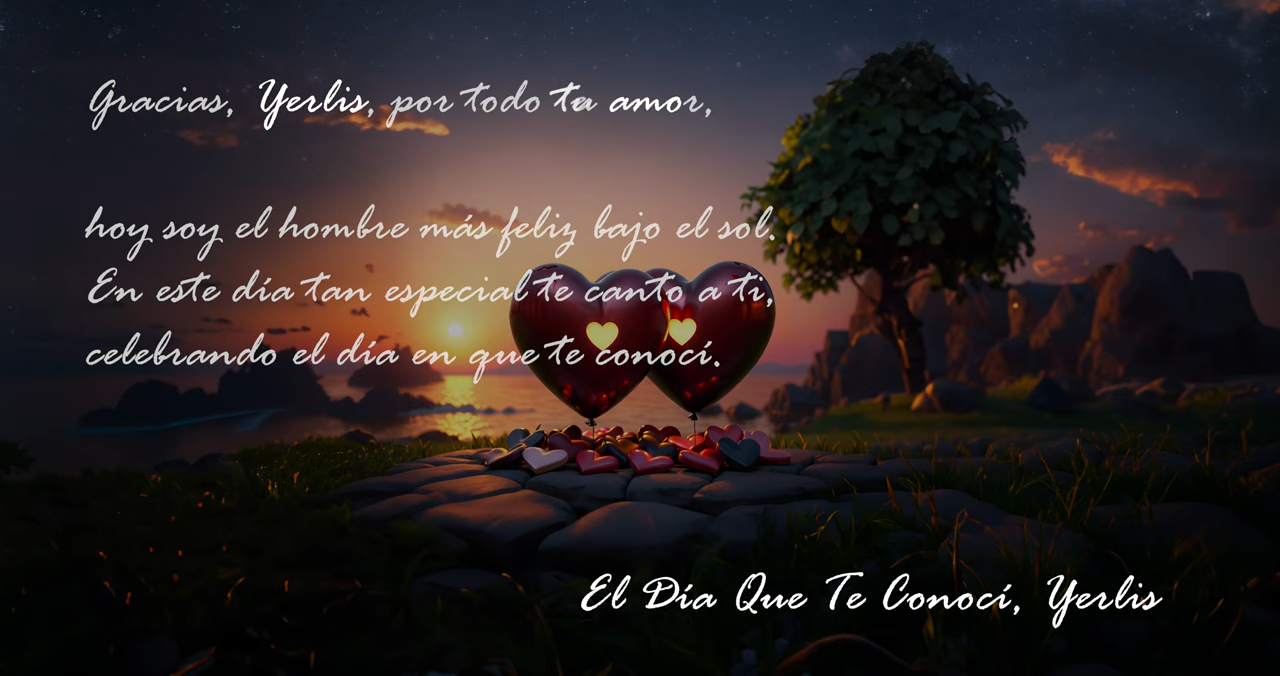 Gracias, Yerlis, por todo tu amor,
hoy soy el hombre más feliz bajo el sol.
En este día tan especial te canto a ti,
celebrando el día en que te conocí.
El Día Que Te Conocí, Yerlis